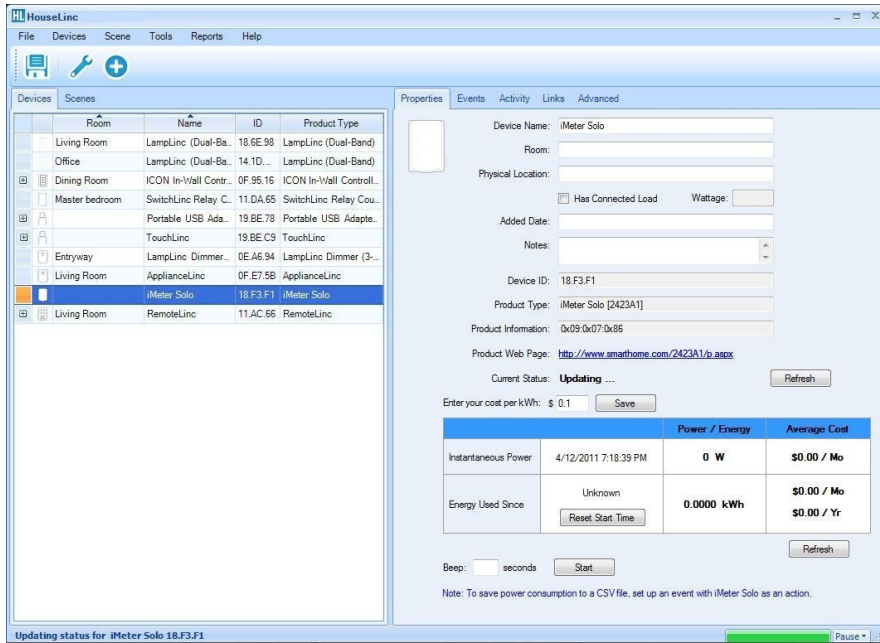 HL HouseLinc
File Devices Scene Tools Reports Help
Devices Scenes
Room Name ID Product Type
Living Room LampLinc (Dual-Ba... 18.6E.98 LampLinc (Dual-Band)
Office LampLinc (Dual-Ba... 14.1D.... LampLinc (Dual-Band)
Dining Room ICON In-Wall Contr... 0F.95.16 ICON In-Wall Controll...
Master bedroom SwitchLinc Relay C... 11.DA.65 SwitchLinc Relay Cou...
Portable USB Ada... 19.BE.78 Portable USB Adapte...
TouchLinc 19.BE.C9 TouchLinc
Entryway LampLinc Dimmer... 0E.A6.94 LampLinc Dimmer (3-...
Living Room ApplianceLinc 0F.E7.5B ApplianceLinc
iMeter Solo 18.F3.F1 iMeter Solo
Living Room RemoteLinc 11.AC.66 RemoteLinc
Properties Events Activity Links Advanced
Device Name: iMeter Solo
Room:
Physical Location:
Has Connected Load Wattage:
Added Date:
Notes:
Device ID: 18.F3.F1
Product Type: iMeter Solo [2423A1]
Product Information: 0x09:0x07:0x86
Product Web Page: http://www.smarthome.com/2423A1/p.aspx
Current Status: Updating ... Refresh
Enter your cost per kWh: $ 0.1 Save
Power / Energy Average Cost
Instantaneous Power 4/12/2011 7:18:39 PM 0 W $0.00 / Mo
Energy Used Since Unknown 0.0000 kWh $0.00 / Mo
Reset Start Time $0.00 / Yr
Refresh
Beep: seconds Start
Note: To save power consumption to a CSV file, set up an event with iMeter Solo as an action.
Updating status for iMeter Solo 18.F3.F1 Pause